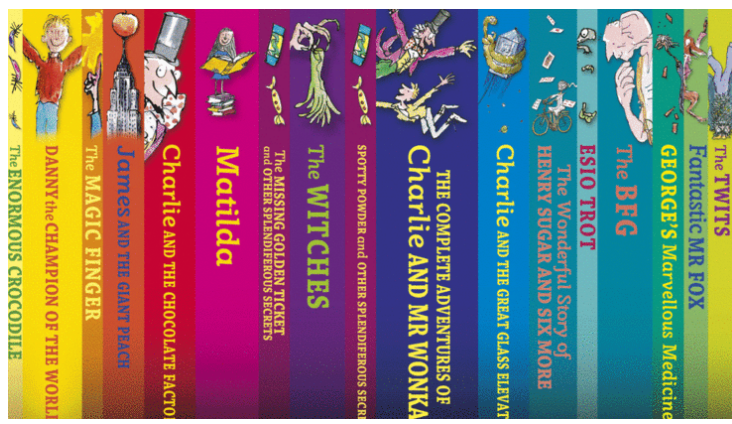 The ENORMOUS CROCODILE
DANNY the CHAMPION OF THE WORL
The MAGIC FINGER
James AND THE GIANT PEACH
Charlie AND THE CHOCOLATE FACTO
Matilda
The MISSING GOLDEN TICKET
and OTHER SPLENDIFEROUS SECRETS
The WITCHES
SPOTTY POWDER and OTHER SPLENDIFEROUS SECR
THE COMPLETE ADVENTURES OF
Charlie AND MR WONKA
Charlie AND THE GREAT GLASS ELEVAT
The Wonderful Story of
HENRY SUGAR AND SIX MORE
ESIO TROT
The BFG
GEORGE'S Marvellous Medicine
Fantastic MR FOX
The TWITS